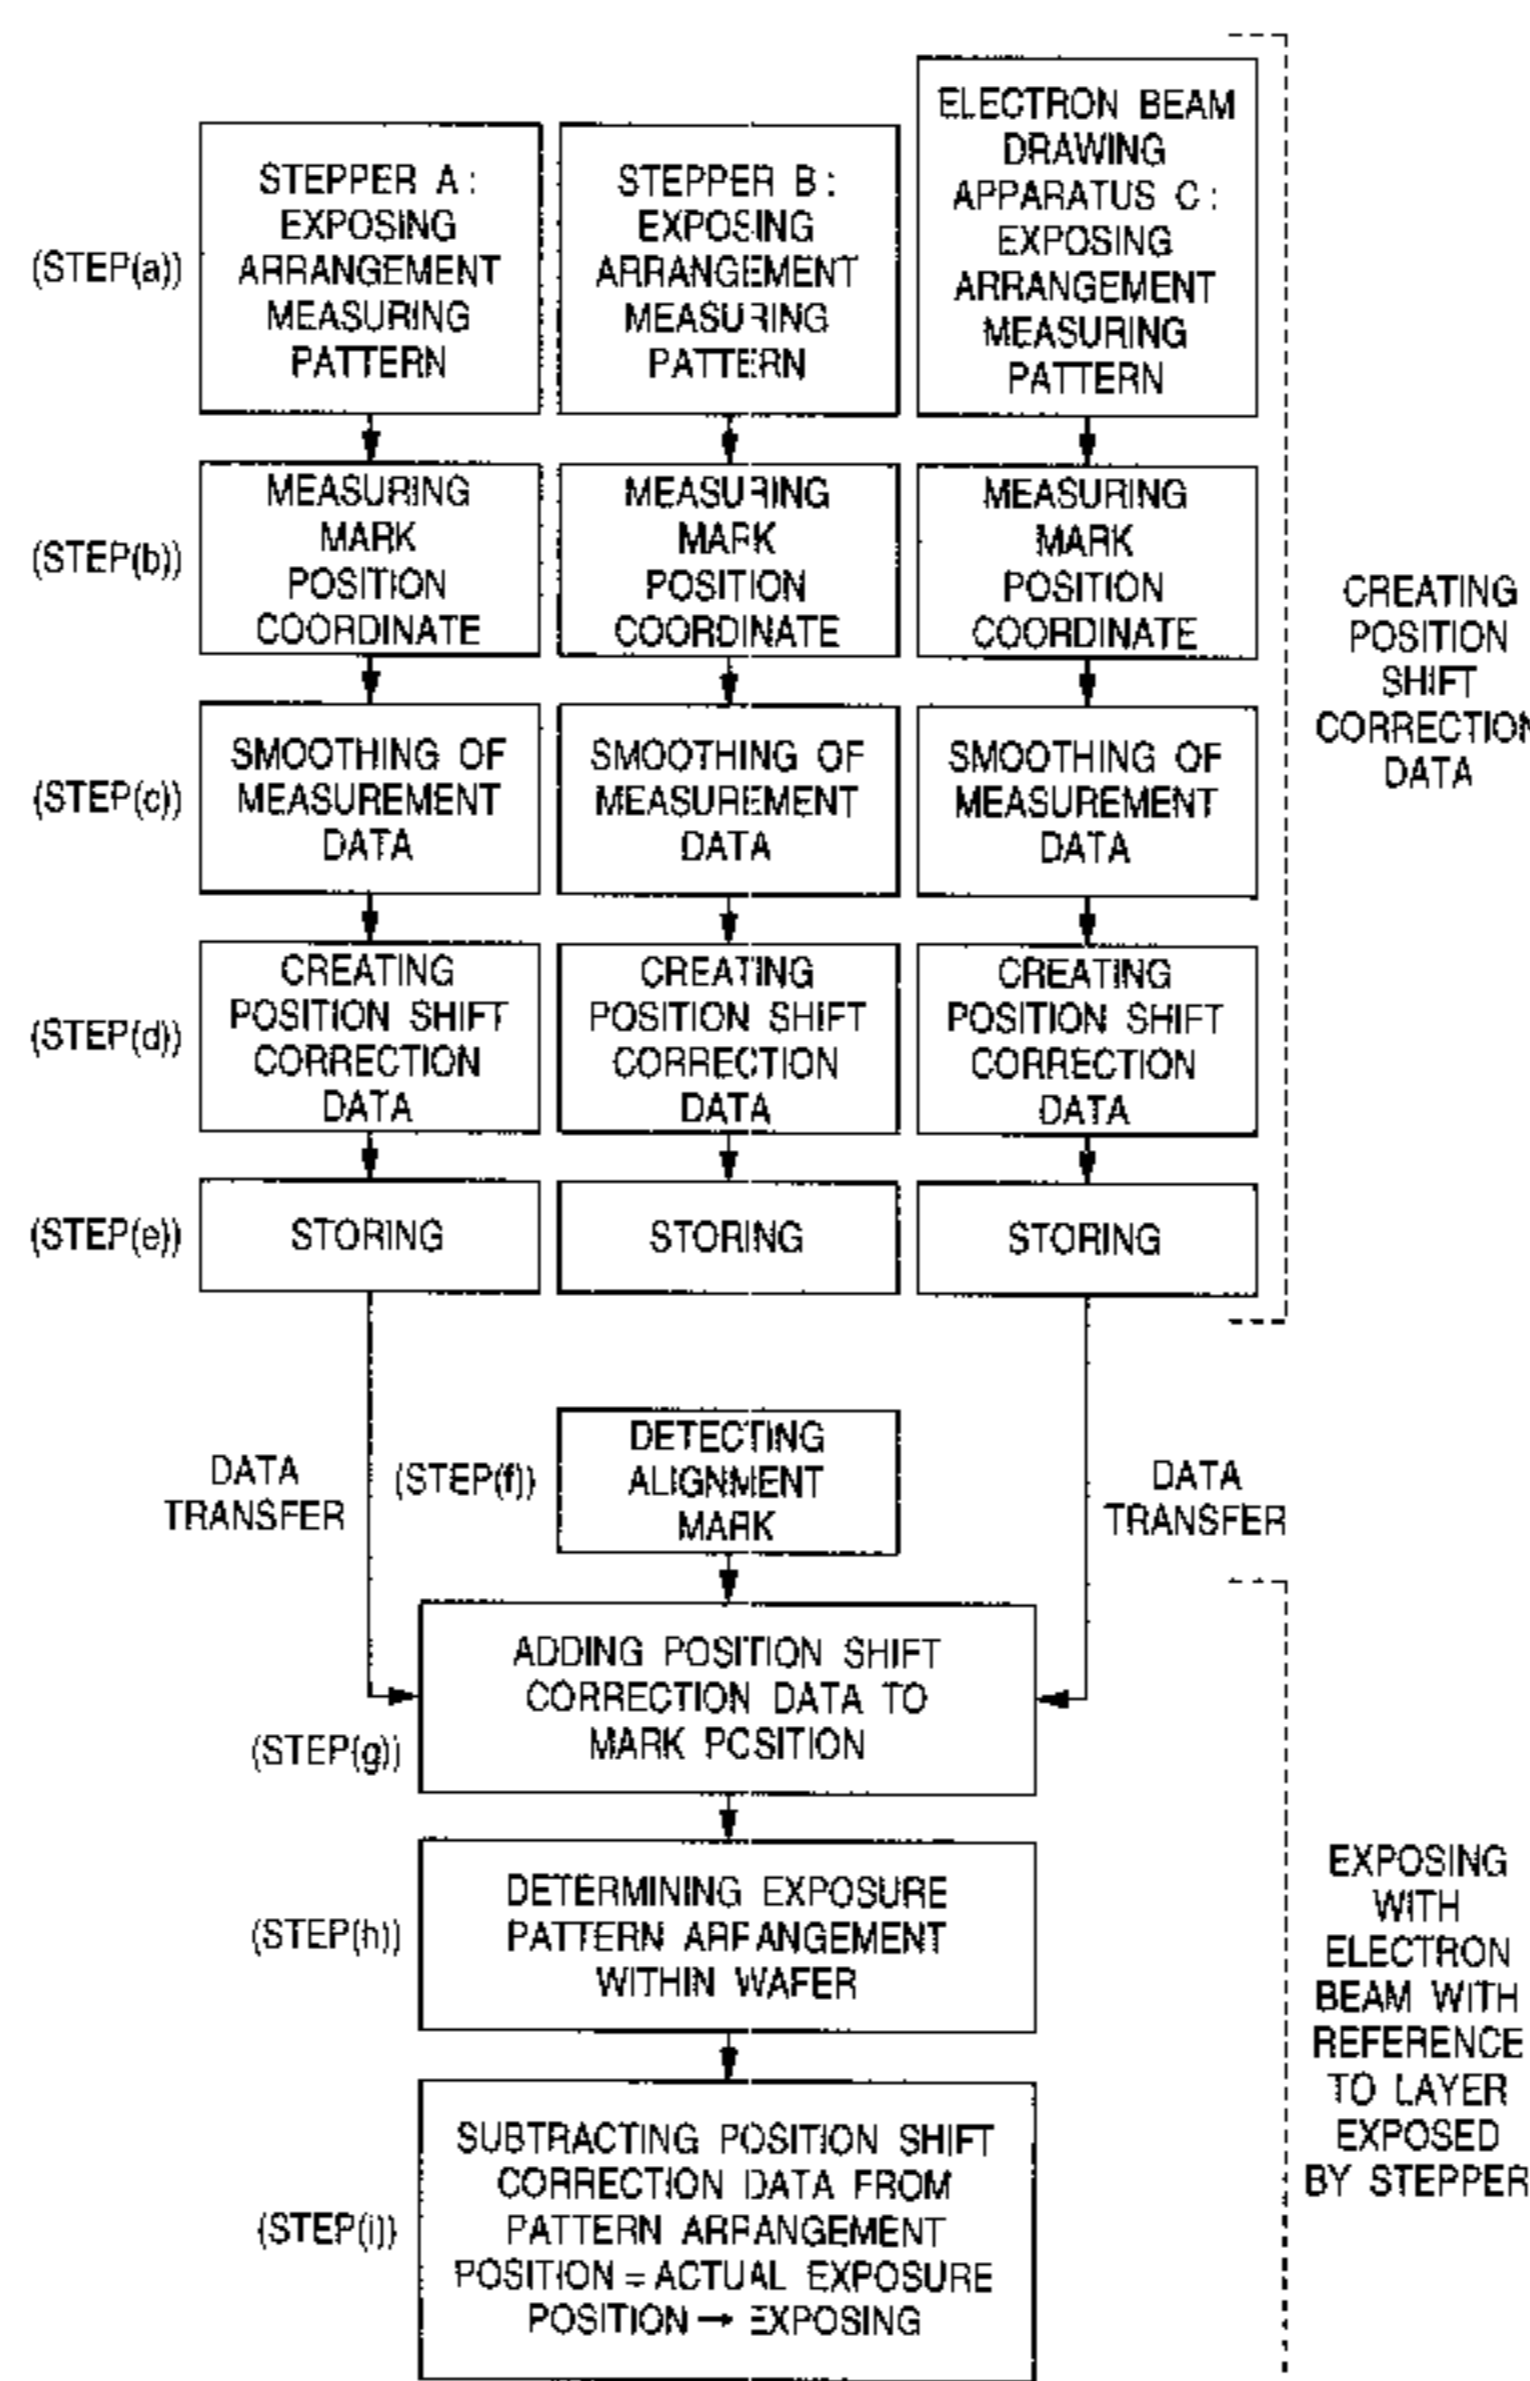 (STEP(a))
STEPPER A:
EXPOSING
ARRANGEMENT
MEASURING
PATTERN
STEPPER B:
EXPOSING
ARRANGEMENT
MEASURING
PATTERN
ELECTRON BEAM
DRAWING
APPARATUS C:
EXPOSING
ARRANGEMENT
MEASURING
PATTERN
(STEP(b))
MEASURING
MARK
POSITION
COORDINATE
MEASURING
MARK
POSITION
COORDINATE
MEASURING
MARK
POSITION
COORDINATE
CREATING
POSITION
SHIFT
CORRECTION
DATA
(STEP(c))
SMOOTHING OF
MEASUREMENT
DATA
SMOOTHING OF
MEASUREMENT
DATA
SMOOTHING OF
MEASUREMENT
DATA
(STEP(d))
CREATING
POSITION SHIFT
CORRECTION
DATA
CREATING
POSITION SHIFT
CORRECTION
DATA
CREATING
POSITION SHIFT
CORRECTION
DATA
(STEP(e))
STORING
STORING
STORING
DATA
TRANSFER
(STEP(f))
DETECTING
ALIGNMENT
MARK
DATA
TRANSFER
(STEP(g))
ADDING POSITION SHIFT
CORRECTION DATA TO
MARK POSITION
(STEP(h))
DETERMINING EXPOSURE
PATTERN ARRANGEMENT
WITHIN WAFER
EXPOSING
WITH
ELECTRON
BEAM WITH
REFERENCE
TO LAYER
EXPOSED
BY STEPPER
(STEP(i))
SUBTRACTING POSITION SHIFT
CORRECTION DATA FROM
PATTERN ARRANGEMENT
POSITION = ACTUAL EXPOSURE
POSITION → EXPOSING